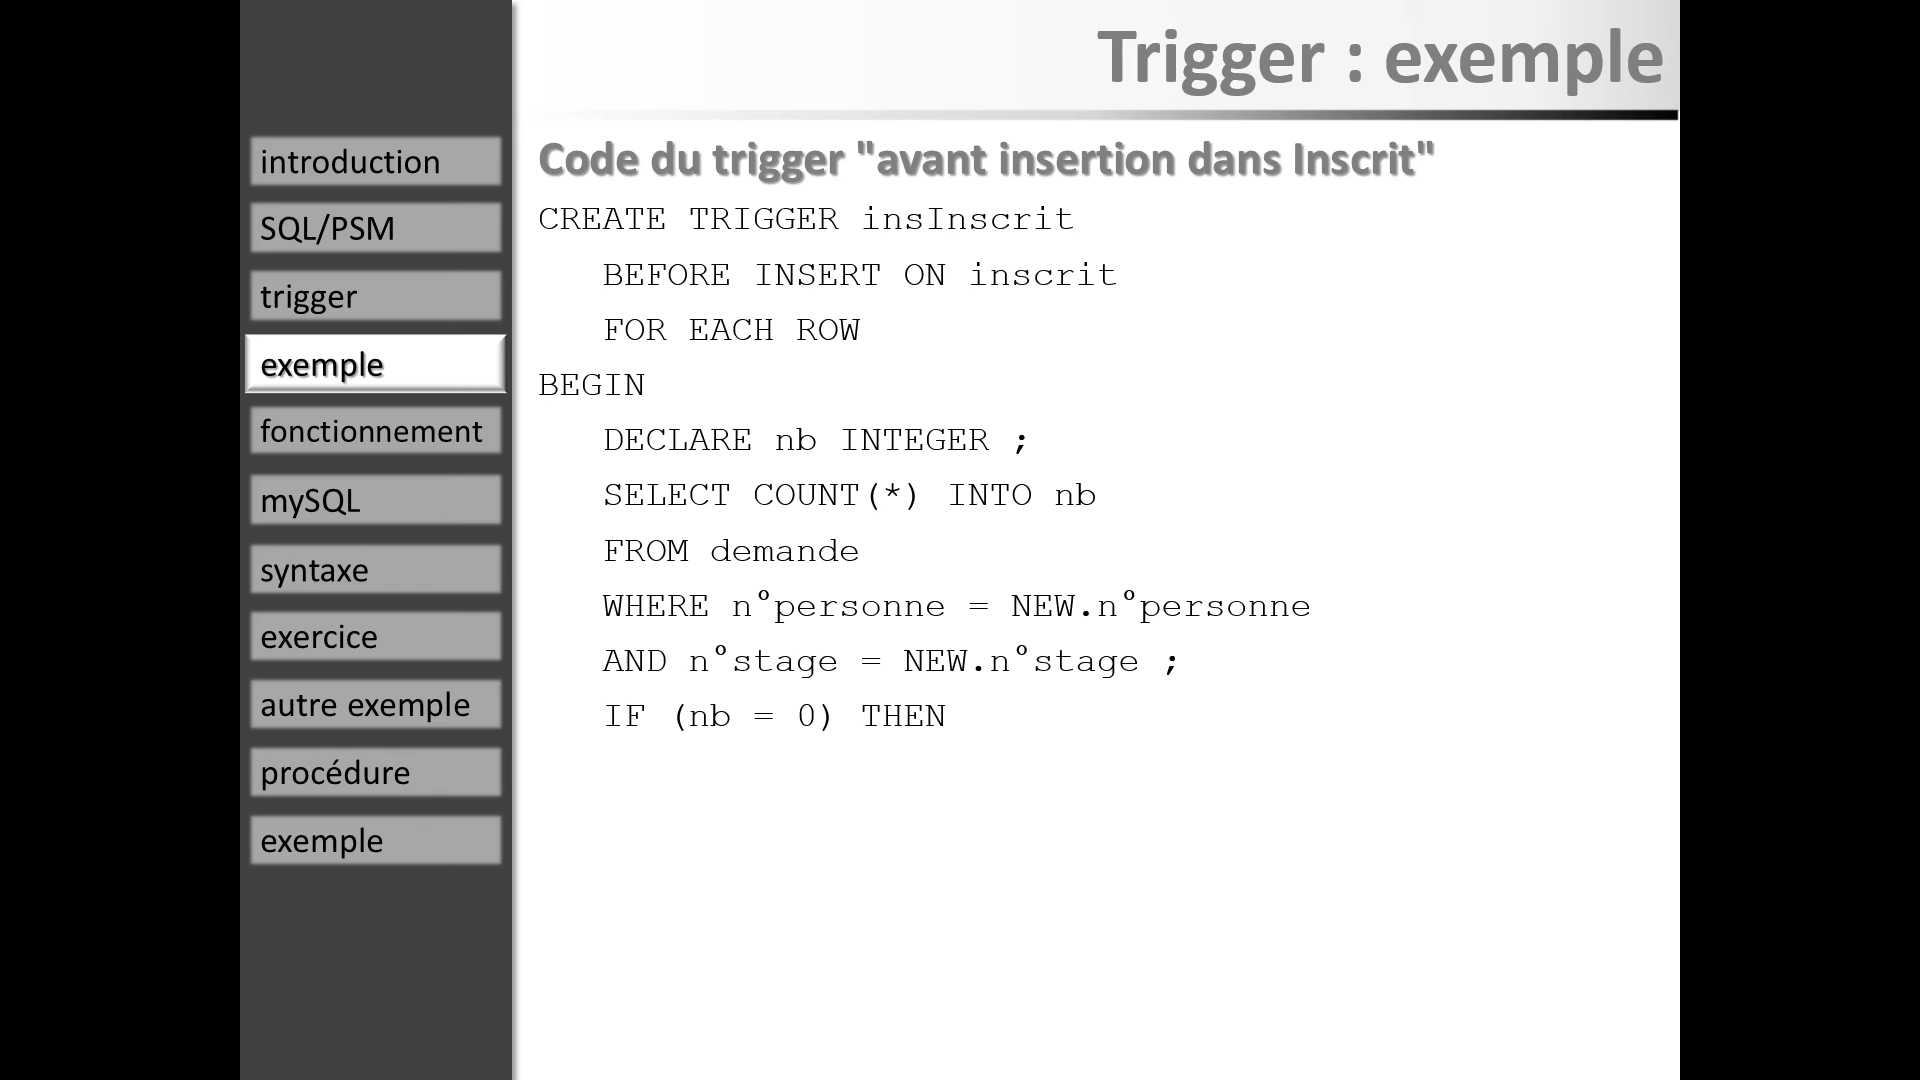 Trigger : exemple
introduction
SQL/PSM
trigger
exemple
fonctionnement
mySQL
syntaxe
exercice
autre exemple
procédure
exemple
Code du trigger "avant insertion dans Inscrit"
CREATE TRIGGER insInscrit
BEFORE INSERT ON inscrit
FOR EACH ROW
BEGIN
DECLARE nb INTEGER ;
SELECT COUNT(*) INTO nb
FROM demande
WHERE n°personne = NEW.n°personne
AND n°stage = NEW.n°stage ;
IF (nb = 0) THEN